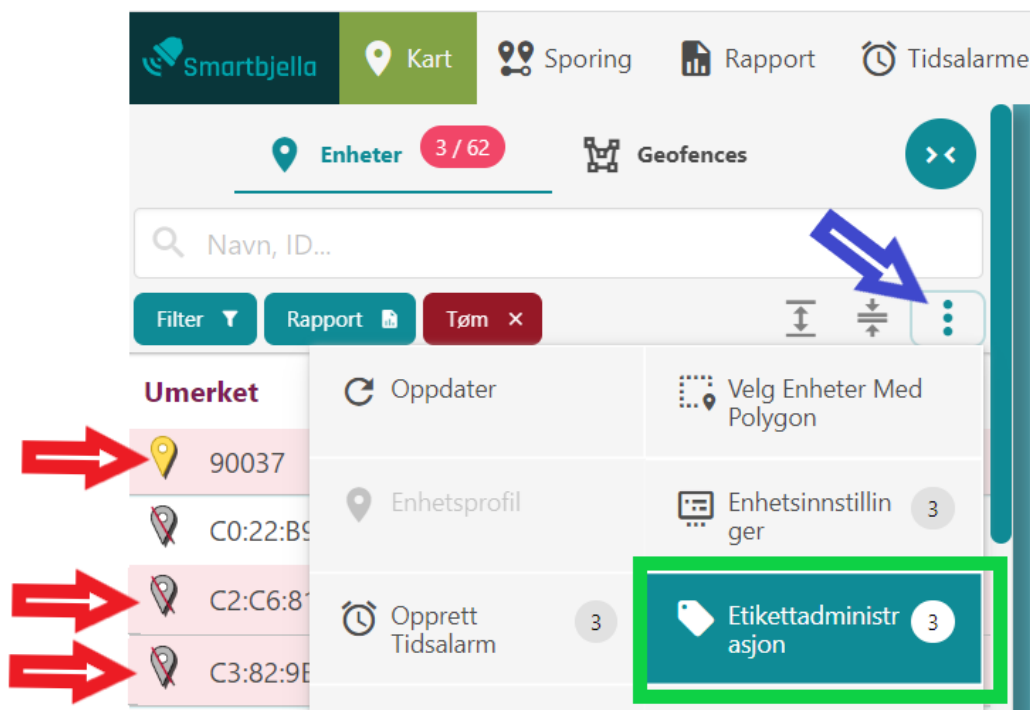 Smartbjella
Kart
Sporing
Rapport
Tidsalarme
Enheter
3 / 62
Geofences
Navn, ID...
Filter
Rapport
Tøm
Umerket
Oppdater
Velg Enheter Med
Polygon
90037
Enhetsprofil
Enhetsinnstillin
ger
3
C0:22:B9
C2:C6:81
Opprett
Tidsalarm
3
Etikettadministr
asjon
3
C3:82:9E